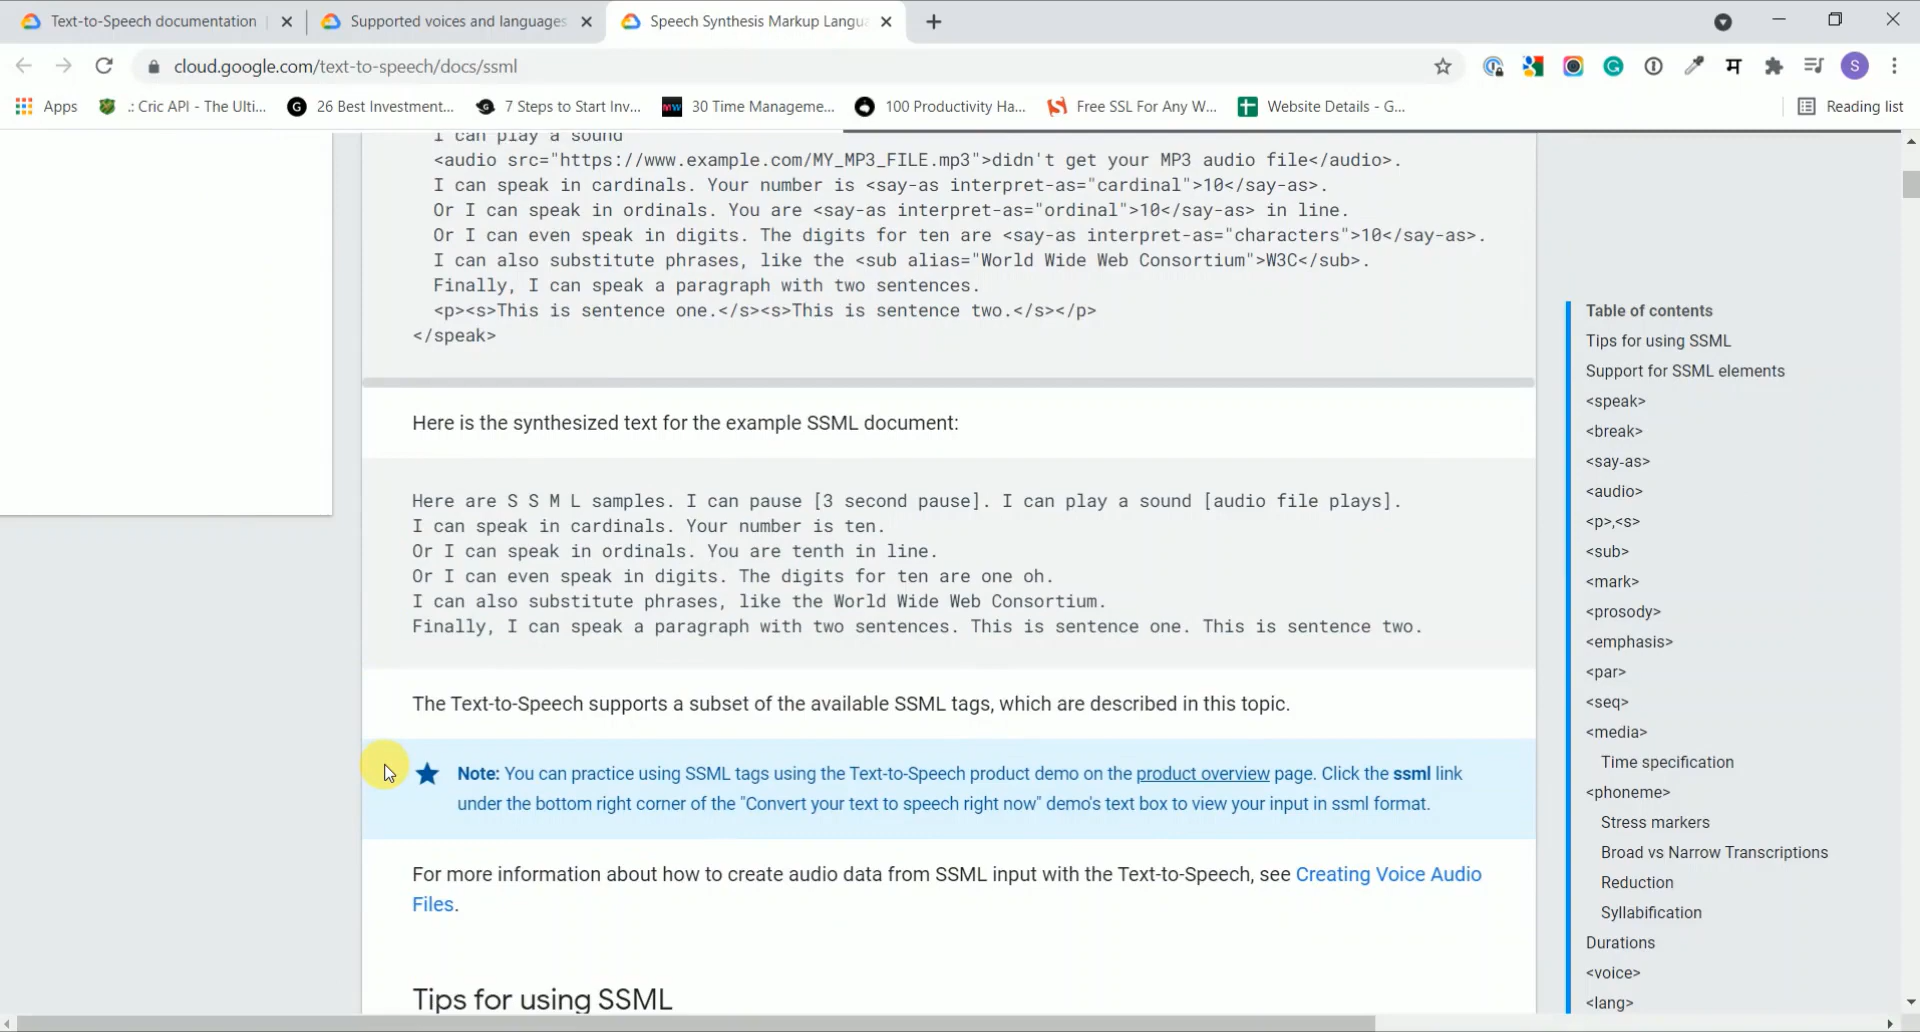 Text-to-Speech documentation
Supported voices and languages
Speech Synthesis Markup Langu
cloud.google.com/text-to-speech/docs/ssml
S
Apps
.: Cric API - The Ulti...
26 Best Investment...
7 Steps to Start Inv...
30 Time Manageme...
100 Productivity Ha...
Free SSL For Any W...
Website Details - G...
Reading list
I can play a sound
<audio src="https://www.example.com/MY_MP3_FILE.mp3">didn't get your MP3 audio file</audio>.
I can speak in cardinals. Your number is <say-as interpret-as="cardinal">10</say-as>.
Or I can speak in ordinals. You are <say-as interpret-as="ordinal">10</say-as> in line.
Or I can even speak in digits. The digits for ten are <say-as interpret-as="characters">10</say-as>.
I can also substitute phrases, like the <sub alias="World Wide Web Consortium">W3C</sub>.
Finally, I can speak a paragraph with two sentences.
<p><s>This is sentence one.</s><s>This is sentence two.</s></p>
</speak>
Here is the synthesized text for the example SSML document:
Here are S S M L samples. I can pause [3 second pause]. I can play a sound [audio file plays].
I can speak in cardinals. Your number is ten.
Or I can speak in ordinals. You are tenth in line.
Or I can even speak in digits. The digits for ten are one oh.
I can also substitute phrases, like the World Wide Web Consortium.
Finally, I can speak a paragraph with two sentences. This is sentence one. This is sentence two.
The Text-to-Speech supports a subset of the available SSML tags, which are described in this topic.
Note: You can practice using SSML tags using the Text-to-Speech product demo on the product overview page. Click the ssml link
under the bottom right corner of the "Convert your text to speech right now" demo's text box to view your input in ssml format.
For more information about how to create audio data from SSML input with the Text-to-Speech, see Creating Voice Audio
Files.
Tips for using SSML
Table of contents
Tips for using SSML
Support for SSML elements
<speak>
<break>
<say-as>
<audio>
<p>,<s>
<sub>
<mark>
<prosody>
<emphasis>
<par>
<seq>
<media>
Time specification
<phoneme>
Stress markers
Broad vs Narrow Transcriptions
Reduction
Syllabification
Durations
<voice>
<lang>